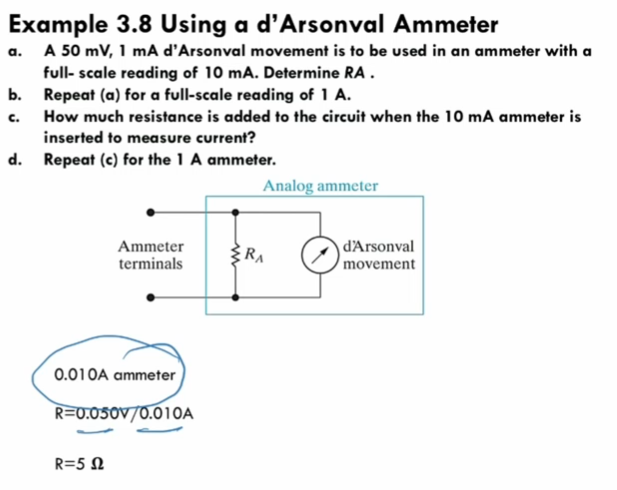 Example 3.8 Using a d’Arsonval Ammeter
a. A 50 mV, 1 mA d’Arsonval movement is to be used in an ammeter with a
full- scale reading of 10 mA. Determine RA .
b. Repeat (a) for a full-scale reading of 1 A.
c. How much resistance is added to the circuit when the 10 mA ammeter is
inserted to measure current?
d. Repeat (c) for the 1 A ammeter.
Analog ammeter
Ammeter
terminals
RA
d'Arsonval
movement
0.010A ammeter
R=0.050V/0.010A
R=5 Ω